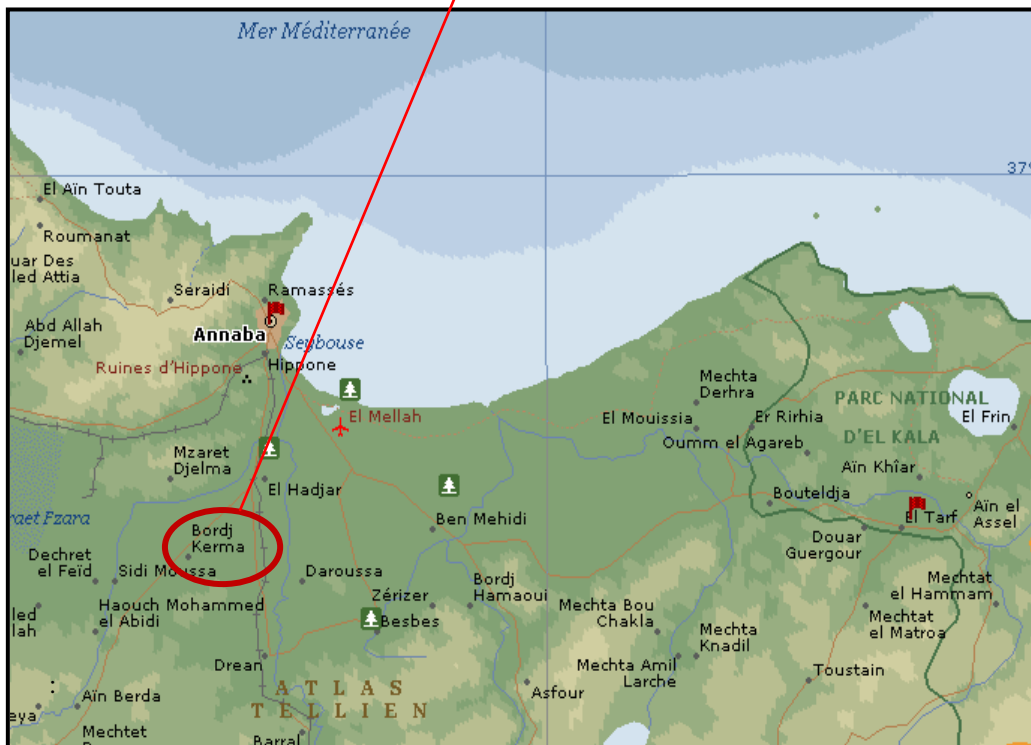 Mer Méditerranée
37°
El Aïn Touta
Roumanat
uar Des
led Attia
Seraidi
Ramassés
Abd Allah
Djemel
Annaba
Seybouse
Ruines d'Hippone
Hippone
El Mellah
Mechta
Derhra
PARC NATIONAL
D'EL KALA
El Mouissia
Er Rirhia
El Frin
Oumm el Agareb
Mzaret
Djelma
Aïn Khîar
El Hadjar
Bouteldja
raet Fzara
Bordj
Kerma
Ben Mehidi
El Tarf
Aïn el
Assel
Douar
Guergour
Dechret
el Feïd
Sidi Moussa
Daroussa
Zérizer
Bordj
Hamaoui
Mechtat
el Hammam
led
lah
Haouch Mohammed
el Abidi
Besbes
Mechta Bou
Chakla
Mechta
Knadil
Mechtat
el Matroa
Drean
Mechta Amil
Larche
Toustain
ATLAS
TELLIEN
Asfour
:
eya
Aïn Berda
Mechtet
Barral